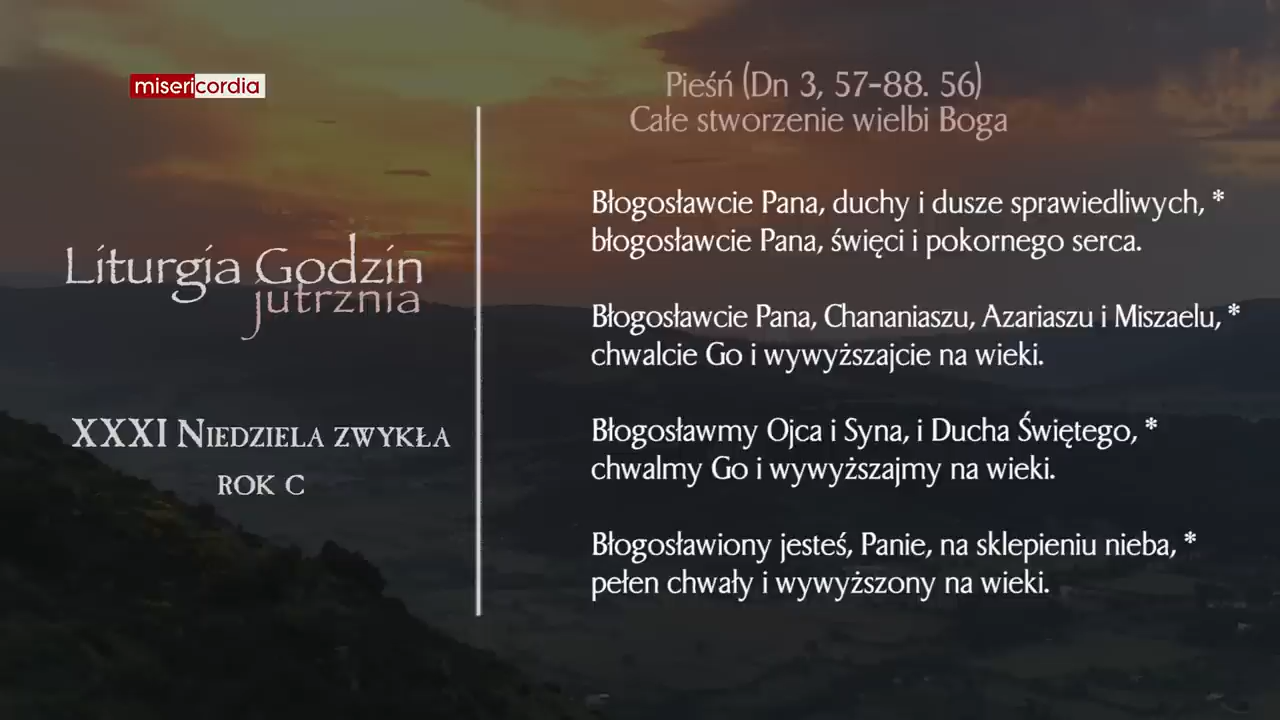 misericordia
Liturgia Godzin
jutrznia
XXXI Niedziela zwykła
rok C
Pieśń (Dn 3, 57-88. 56)
Całe stworzenie wielbi Boga
Błogosławcie Pana, duchy i dusze sprawiedliwych, *
błogosławcie Pana, święci i pokornego serca.
Błogosławcie Pana, Chananiaszu, Azariaszu i Miszaelu, *
chwalcie Go i wywyższajcie na wieki.
Błogosławmy Ojca i Syna, i Ducha Świętego, *
chwalmy Go i wywyższajmy na wieki.
Błogosławiony jesteś, Panie, na sklepieniu nieba, *
pełen chwały i wywyższony na wieki.